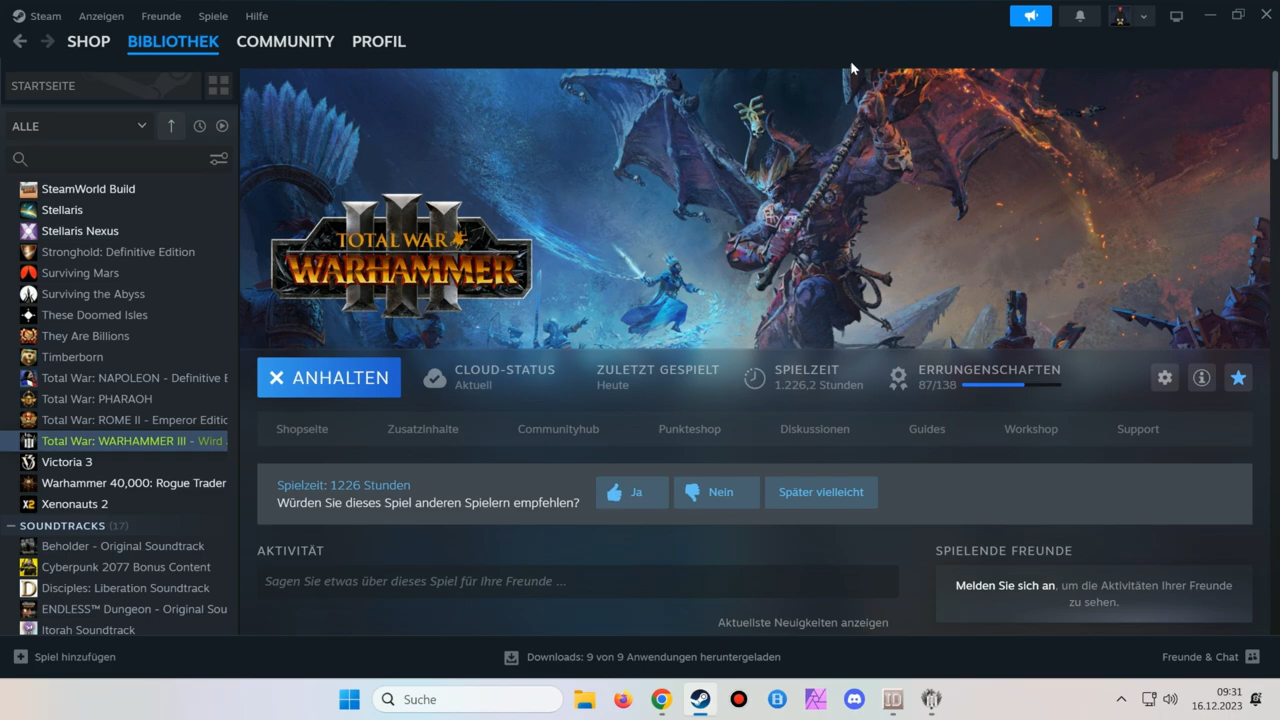 Steam Anzeigen Freunde Spiele Hilfe
SHOP BIBLIOTHEK COMMUNITY PROFIL
STARTSEITE
ALLE
SteamWorld Build
Stellaris
Stellaris Nexus
Stronghold: Definitive Edition
Surviving Mars
Surviving the Abyss
These Doomed Isles
They Are Billions
Timberborn
Total War: NAPOLEON - Definitive E
Total War: PHARAOH
Total War: ROME II - Emperor Editic
Total War: WARHAMMER III - Wird
Victoria 3
Warhammer 40,000: Rogue Trader
Xenonauts 2
SOUNDTRACKS (17)
Beholder - Original Soundtrack
Cyberpunk 2077 Bonus Content
Disciples: Liberation Soundtrack
ENDLESS™ Dungeon - Original Sou
Itorah Soundtrack
TOTAL WAR
WARHAMMER
III
ANHALTEN
CLOUD-STATUS
Aktuell
ZULETZT GESPIELT
Heute
SPIELZEIT
1.226,2 Stunden
ERRUNGENSCHAFTEN
87/138
Shopseite Zusatzinhalte Communityhub Punkteshop Diskussionen Guides Workshop Support
Spielzeit: 1226 Stunden
Würden Sie dieses Spiel anderen Spielern empfehlen?
Ja Nein Später vielleicht
AKTIVITÄT
Sagen Sie etwas über dieses Spiel für Ihre Freunde ...
Aktuellste Neuigkeiten anzeigen
SPIELENDE FREUNDE
Melden Sie sich an, um die Aktivitäten Ihrer Freunde
zu sehen.
Spiel hinzufügen
Downloads: 9 von 9 Anwendungen heruntergeladen
Freunde & Chat
Suche
09:31
16.12.2023